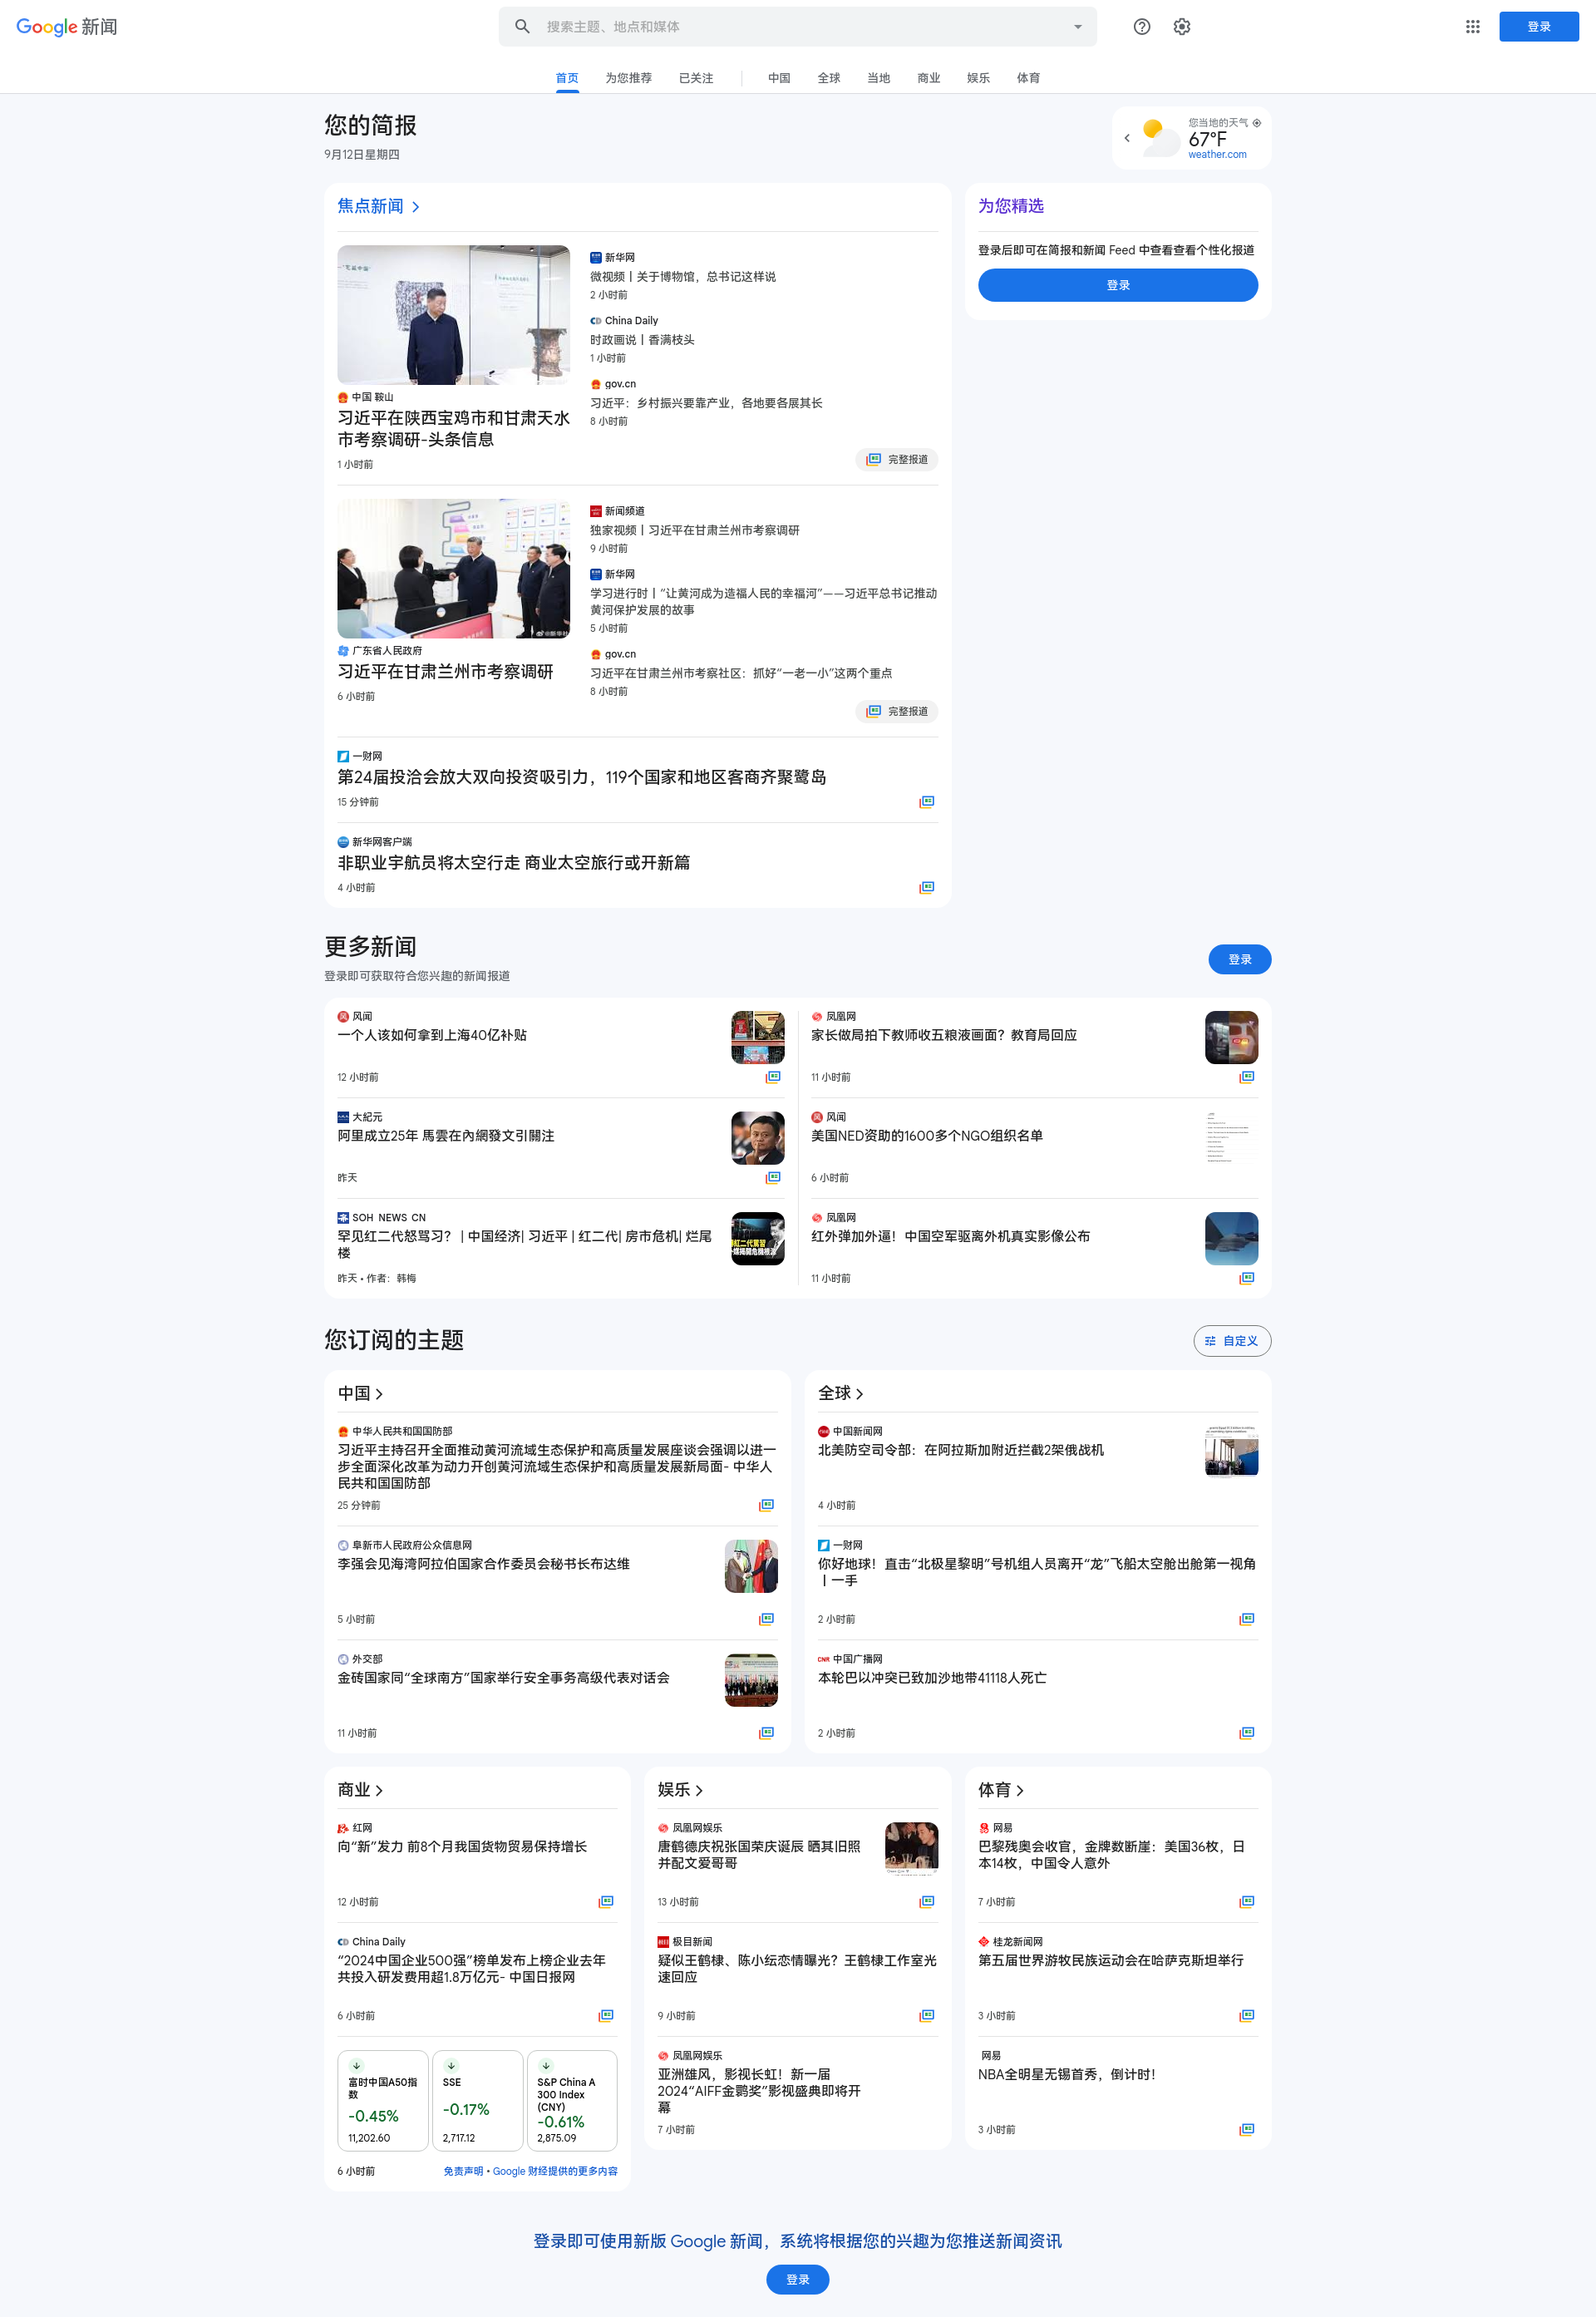 Google 新闻
搜索主题、地点和媒体
登录
首页
为您推荐
已关注
中国
全球
当地
商业
娱乐
体育
您的简报
9月12日星期四
您当地的天气
67°F
weather.com
焦点新闻
中国 鞍山
习近平在陕西宝鸡市和甘肃天水
市考察调研-头条信息
1 小时前
新华网
微视频丨关于博物馆，总书记这样说
2 小时前
China Daily
时政画说丨香满枝头
1 小时前
gov.cn
习近平：乡村振兴要靠产业，各地要各展其长
8 小时前
完整报道
广东省人民政府
习近平在甘肃兰州市考察调研
6 小时前
新闻频道
独家视频丨习近平在甘肃兰州市考察调研
9 小时前
新华网
学习进行时丨“让黄河成为造福人民的幸福河”——习近平总书记推动
黄河保护发展的故事
5 小时前
gov.cn
习近平在甘肃兰州市考察社区：抓好“一老一小”这两个重点
8 小时前
完整报道
一财网
第24届投洽会放大双向投资吸引力，119个国家和地区客商齐聚鹭岛
15 分钟前
新华网客户端
非职业宇航员将太空行走 商业太空旅行或开新篇
4 小时前
为您精选
登录后即可在简报和新闻 Feed 中查看查看个性化报道
登录
更多新闻
登录即可获取符合您兴趣的新闻报道
登录
风闻
一个人该如何拿到上海40亿补贴
12 小时前
大紀元
阿里成立25年 馬雲在內網發文引關注
昨天
SOH_NEWS_CN
罕见红二代怒骂习？ | 中国经济| 习近平 | 红二代| 房市危机| 烂尾
楼
昨天 • 作者：韩梅
凤凰网
家长做局拍下教师收五粮液画面？教育局回应
11 小时前
风闻
美国NED资助的1600多个NGO组织名单
6 小时前
凤凰网
红外弹加外逼！中国空军驱离外机真实影像公布
11 小时前
您订阅的主题
自定义
中国
中华人民共和国国防部
习近平主持召开全面推动黄河流域生态保护和高质量发展座谈会强调以进一
步全面深化改革为动力开创黄河流域生态保护和高质量发展新局面- 中华人
民共和国国防部
25 分钟前
阜新市人民政府公众信息网
李强会见海湾阿拉伯国家合作委员会秘书长布达维
5 小时前
外交部
金砖国家同“全球南方”国家举行安全事务高级代表对话会
11 小时前
全球
中国新闻网
北美防空司令部：在阿拉斯加附近拦截2架俄战机
4 小时前
一财网
你好地球！直击“北极星黎明”号机组人员离开“龙”飞船太空舱出舱第一视角
丨一手
2 小时前
中国广播网
本轮巴以冲突已致加沙地带41118人死亡
2 小时前
商业
红网
向“新”发力 前8个月我国货物贸易保持增长
12 小时前
China Daily
“2024中国企业500强”榜单发布上榜企业去年
共投入研发费用超1.8万亿元- 中国日报网
6 小时前
富时中国A50指
数
-0.45%
11,202.60
SSE
-0.17%
2,717.12
S&P China A
300 Index
(CNY)
-0.61%
2,875.09
6 小时前
免责声明 • Google 财经提供的更多内容
娱乐
凤凰网娱乐
唐鹤德庆祝张国荣诞辰 晒其旧照
并配文爱哥哥
13 小时前
极目新闻
疑似王鹤棣、陈小纭恋情曝光？王鹤棣工作室光
速回应
9 小时前
凤凰网娱乐
亚洲雄风，影视长虹！新一届
2024“AIFF金鹮奖”影视盛典即将开
幕
7 小时前
体育
网易
巴黎残奥会收官，金牌数断崖：美国36枚，日
本14枚，中国令人意外
7 小时前
桂龙新闻网
第五届世界游牧民族运动会在哈萨克斯坦举行
3 小时前
网易
NBA全明星无锡首秀，倒计时！
3 小时前
登录即可使用新版 Google 新闻，系统将根据您的兴趣为您推送新闻资讯
登录